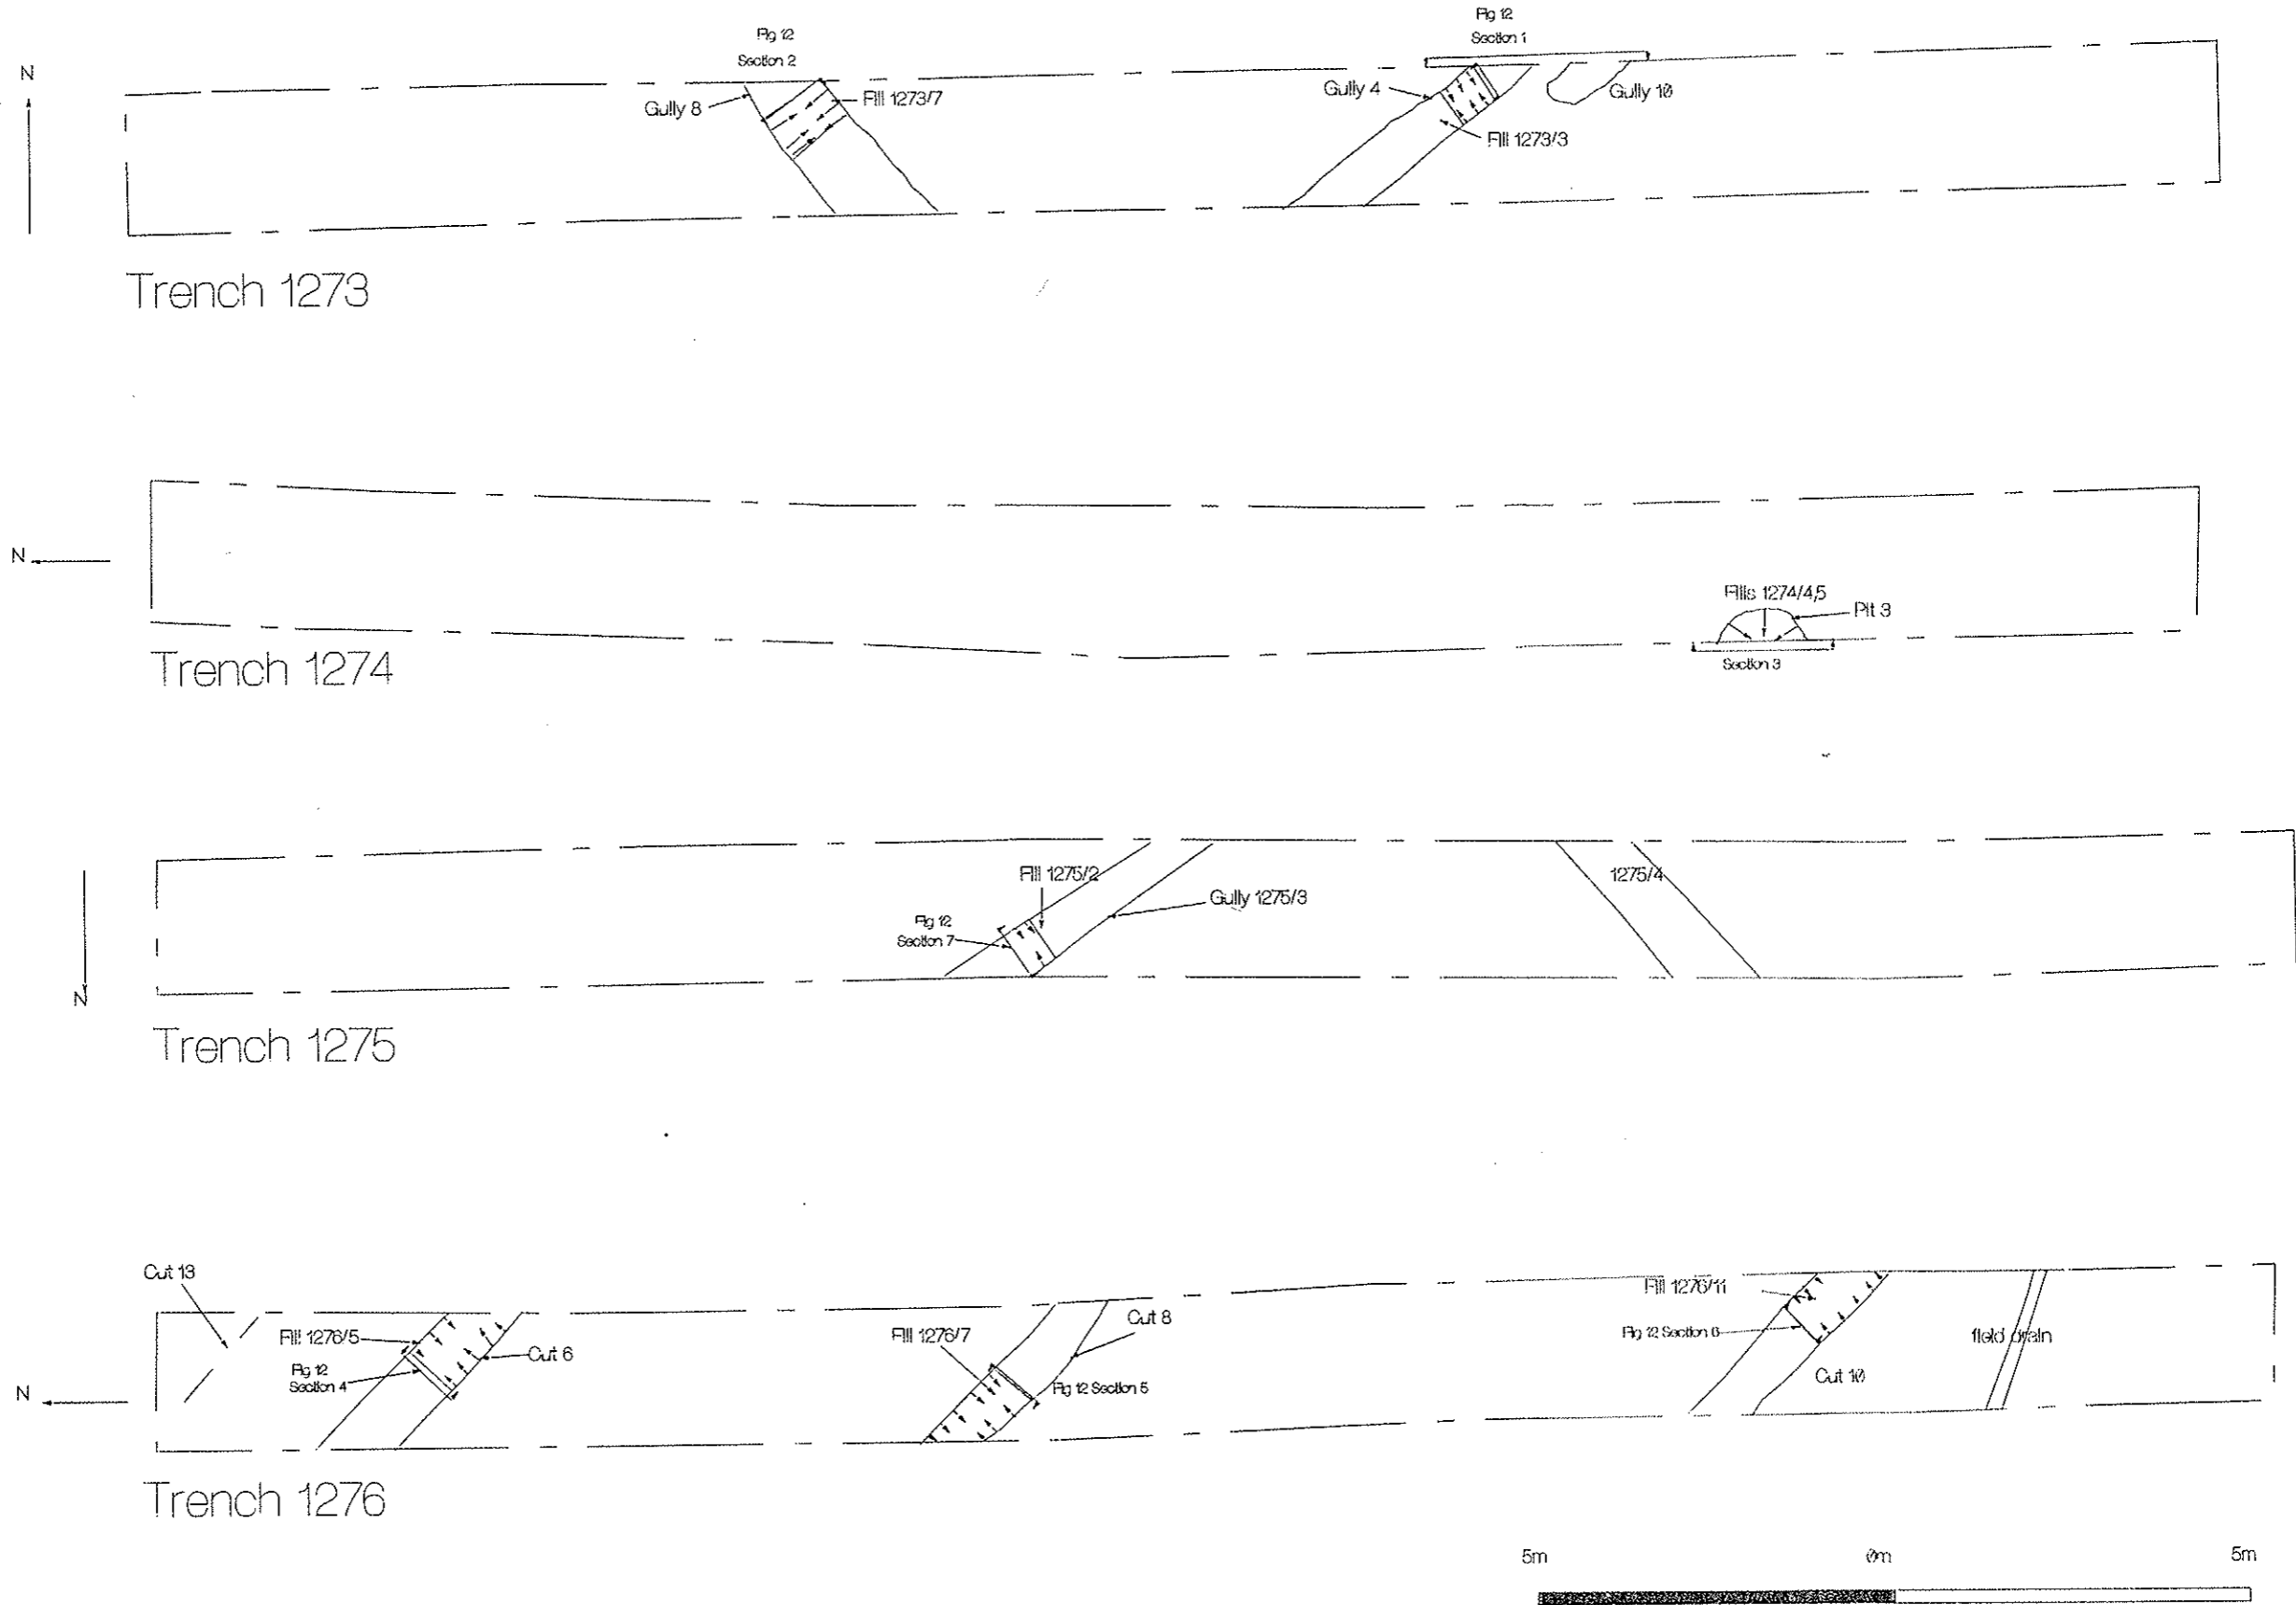 Fig 12
Section 1
Fig 12
Section 2
N
Gully 8
Fill 1273/7
Gully 4
Gully 10
Fill 1273/3
Trench 1273
N
Fills 1274/4,5
Pit 3
Section 3
Trench 1274
Fill 1275/2
1275/4
Gully 1275/3
Fig 12
Section 7
N
Trench 1275
Cut 13
Fill 1276/5
Cut 6
Fig 12
Section 4
Fill 1276/7
Cut 8
Fig 12 Section 5
Fill 1276/11
Fig 12 Section 6
field drain
Cut 10
N
Trench 1276
5m
0m
5m